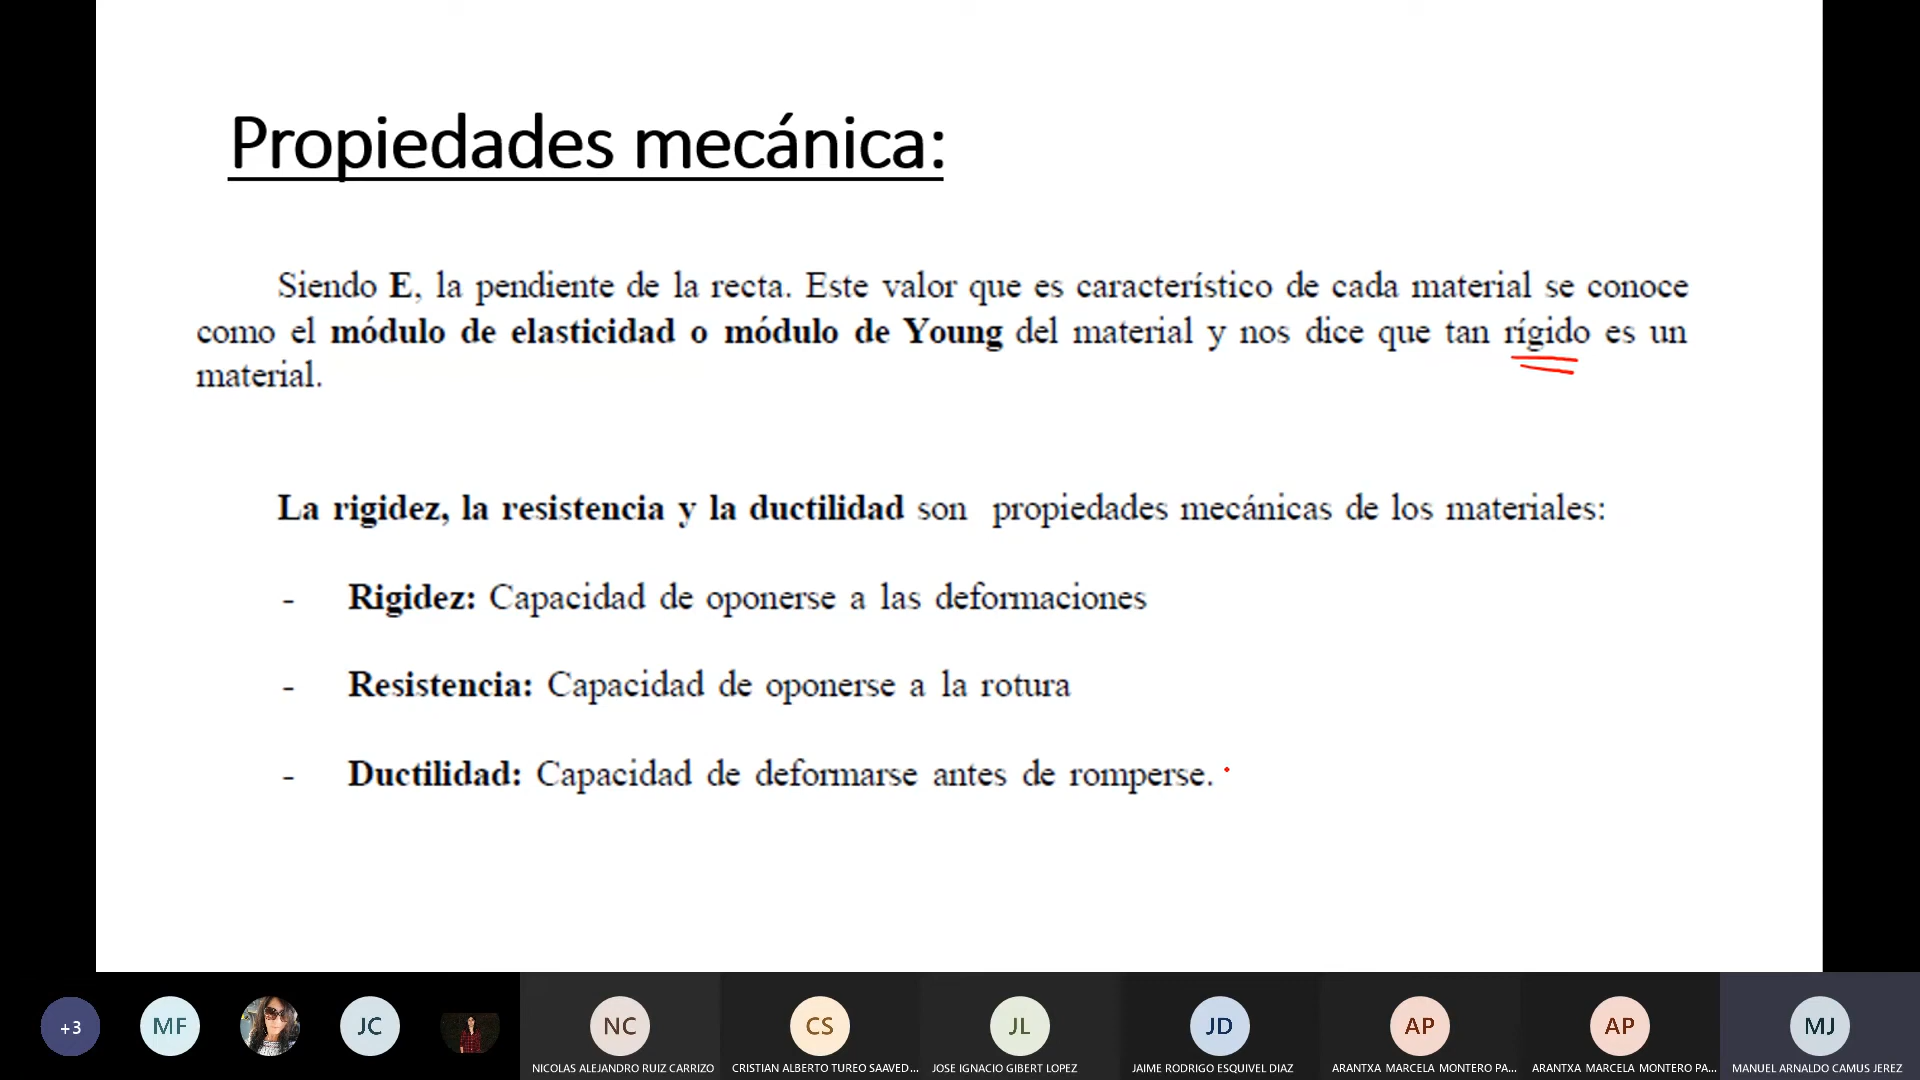 Propiedades mecánica:
Siendo E, la pendiente de la recta. Este valor que es característico de cada material se conoce
como el módulo de elasticidad o módulo de Young del material y nos dice que tan rígido es un
material.
La rigidez, la resistencia y la ductilidad son propiedades mecánicas de los materiales:
- Rigidez: Capacidad de oponerse a las deformaciones
- Resistencia: Capacidad de oponerse a la rotura
- Ductilidad: Capacidad de deformarse antes de romperse.
+3
MF
JC
NC
CS
JL
JD
AP
AP
MJ
NICOLAS ALEJANDRO RUIZ CARRIZO
CRISTIAN ALBERTO TUREO SAAVED...
JOSE IGNACIO GIBERT LOPEZ
JAIME RODRIGO ESQUIVEL DIAZ
ARANTXA MARCELA MONTERO PA...
ARANTXA MARCELA MONTERO PA...
MANUEL ARNALDO CAMUS JEREZ